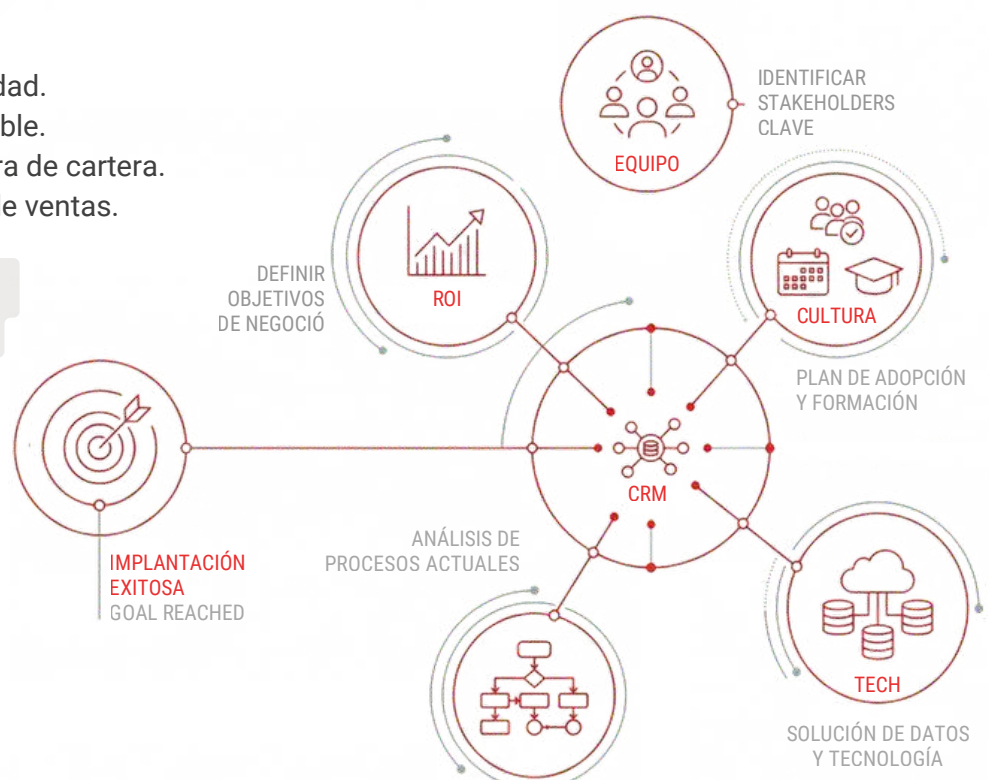 dad.
ble.
ra de cartera.
de ventas.
EQUIPO
IDENTIFICAR
STAKEHOLDERS
CLAVE
DEFINIR
OBJETIVOS
DE NEGOCIÓ
ROI
CULTURA
PLAN DE ADOPCIÓN
Y FORMACIÓN
CRM
IMPLANTACIÓN
EXITOSA
GOAL REACHED
ANÁLISIS DE
PROCESOS ACTUALES
TECH
SOLUCIÓN DE DATOS
Y TECNOLOGÍA